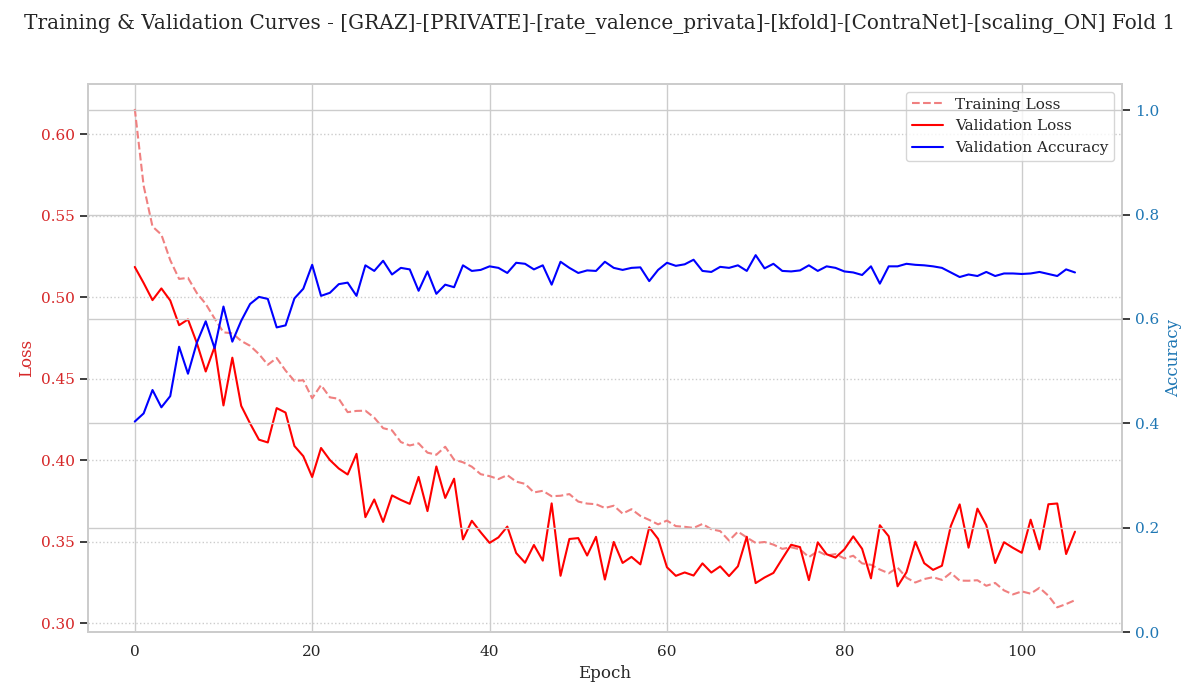 Training & Validation Curves - [GRAZ]-[PRIVATE]-[rate_valence_privata]-[kfold]-[ContraNet]-[scaling_ON] Fold 1
Training Loss
Validation Loss
Validation Accuracy
0.60
0.55
0.50
0.45
0.40
0.35
0.30
Loss
1.0
0.8
0.6
0.4
0.2
0.0
Accuracy
0
20
40
60
80
100
Epoch